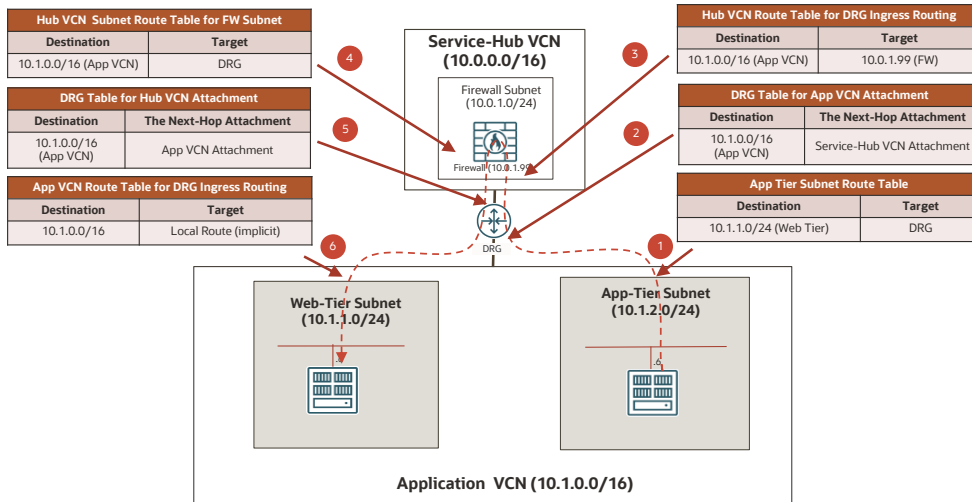 Hub VCN Subnet Route Table for FW Subnet
Destination Target
10.1.0.0/16 (App VCN) DRG
DRG Table for Hub VCN Attachment
Destination The Next-Hop Attachment
10.1.0.0/16
(App VCN)
App VCN Attachment
App VCN Route Table for DRG Ingress Routing
Destination Target
10.1.0.0/16 Local Route (implicit)
Service-Hub VCN
(10.0.0.0/16)
Firewall Subnet
(10.0.1.0/24)
Firewall (10.0.1.99)
DRG
4
5
6
3
2
1
Hub VCN Route Table for DRG Ingress Routing
Destination Target
10.1.0.0/16 (App VCN) 10.0.1.99 (FW)
DRG Table for App VCN Attachment
Destination The Next-Hop Attachment
10.1.0.0/16
(App VCN)
Service-Hub VCN Attachment
App Tier Subnet Route Table
Destination Target
10.1.1.0/24 (Web Tier) DRG
Web-Tier Subnet
(10.1.1.0/24)
App-Tier Subnet
(10.1.2.0/24)
.6
Application VCN (10.1.0.0/16)